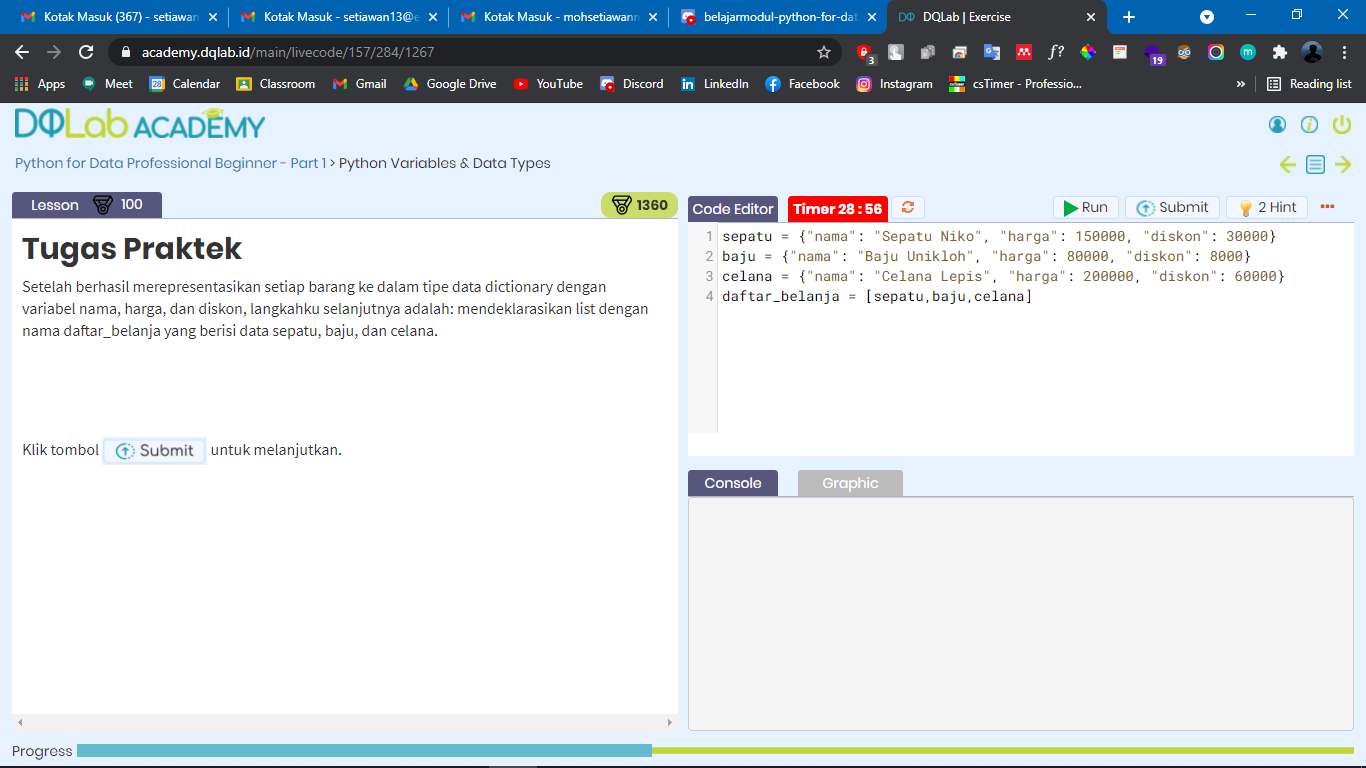 Kotak Masuk (367) - setiawan
Kotak Masuk - setiawan13@e
Kotak Masuk - mohsetiawann
belajarmodul-python-for-dat
DQLab | Exercise
academy.dqlab.id/main/livecode/157/284/1267
3
f?
19
m
Apps
Meet
28
Calendar
Classroom
Gmail
Google Drive
YouTube
Discord
LinkedIn
Facebook
Instagram
csTimer - Professio...
»
Reading list
DQLab ACADEMY
Python for Data Professional Beginner - Part 1 > Python Variables & Data Types
Lesson 100
1360
Tugas Praktek
Setelah berhasil merepresentasikan setiap barang ke dalam tipe data dictionary dengan
variabel nama, harga, dan diskon, langkahku selanjutnya adalah: mendeklarasikan list dengan
nama daftar_belanja yang berisi data sepatu, baju, dan celana.
Klik tombol Submit untuk melanjutkan.
Code Editor
Timer 28 : 56
Run
Submit
2 Hint
1 sepatu = {"nama": "Sepatu Niko", "harga": 150000, "diskon": 30000}
2 baju = {"nama": "Baju Unikloh", "harga": 80000, "diskon": 8000}
3 celana = {"nama": "Celana Lepis", "harga": 200000, "diskon": 60000}
4 daftar_belanja = [sepatu,baju,celana]
Console
Graphic
Progress